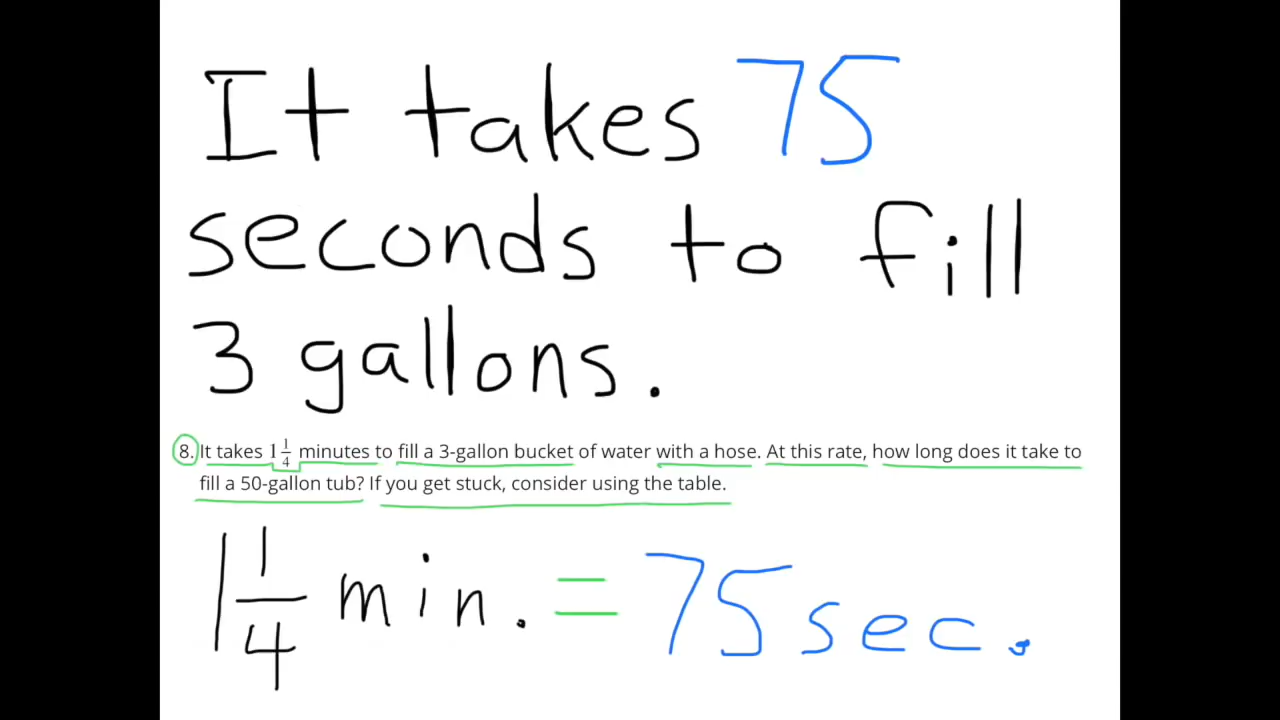 It takes 75
seconds to fill
3 gallons.
8. It takes 1 1/4 minutes to fill a 3-gallon bucket of water with a hose. At this rate, how long does it take to
fill a 50-gallon tub? If you get stuck, consider using the table.
1 1/4 min. = 75 sec.